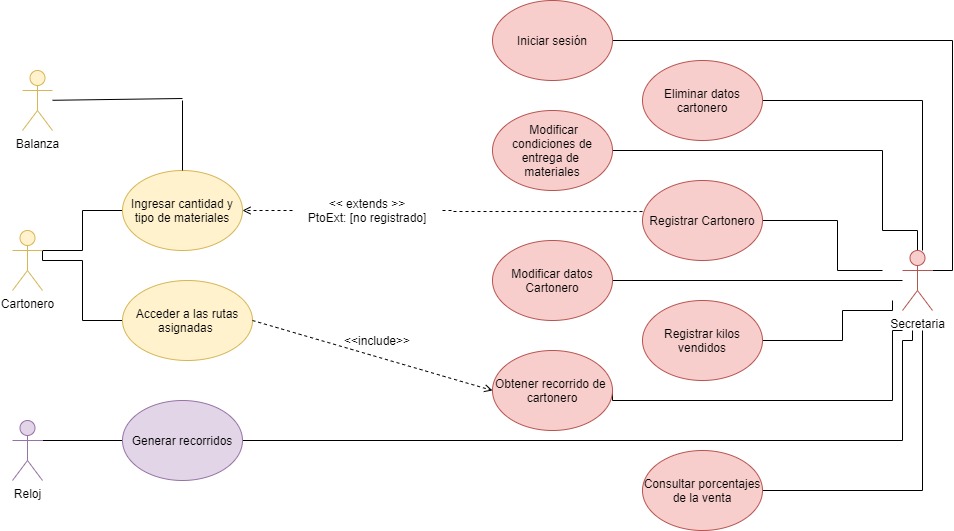 Iniciar sesión
Eliminar datos
cartonero
Balanza
Modificar
condiciones de
entrega de
materiales
Ingresar cantidad y
tipo de materiales
<< extends >>
PtoExt: [no registrado]
Registrar Cartonero
Cartonero
Modificar datos
Cartonero
Secretaria
Acceder a las rutas
asignadas
<<include>>
Registrar kilos
vendidos
Obtener recorrido de
cartonero
Generar recorridos
Reloj
Consultar porcentajes
de la venta